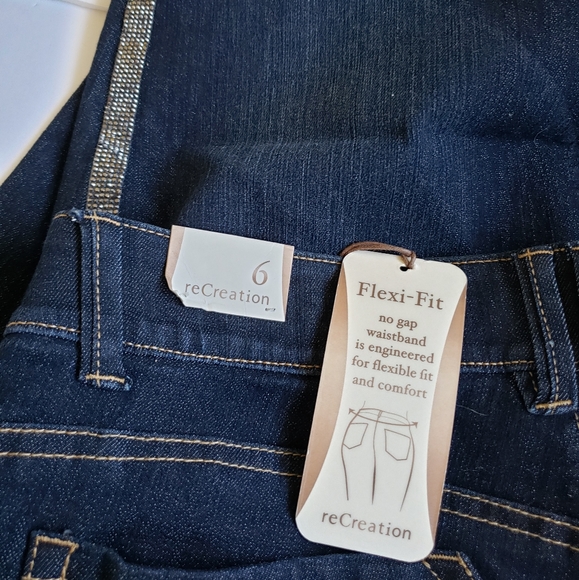 6
reCreation
Flexi-Fit
no gap
waistband
is engineered
for flexible fit
and comfort
reCreation